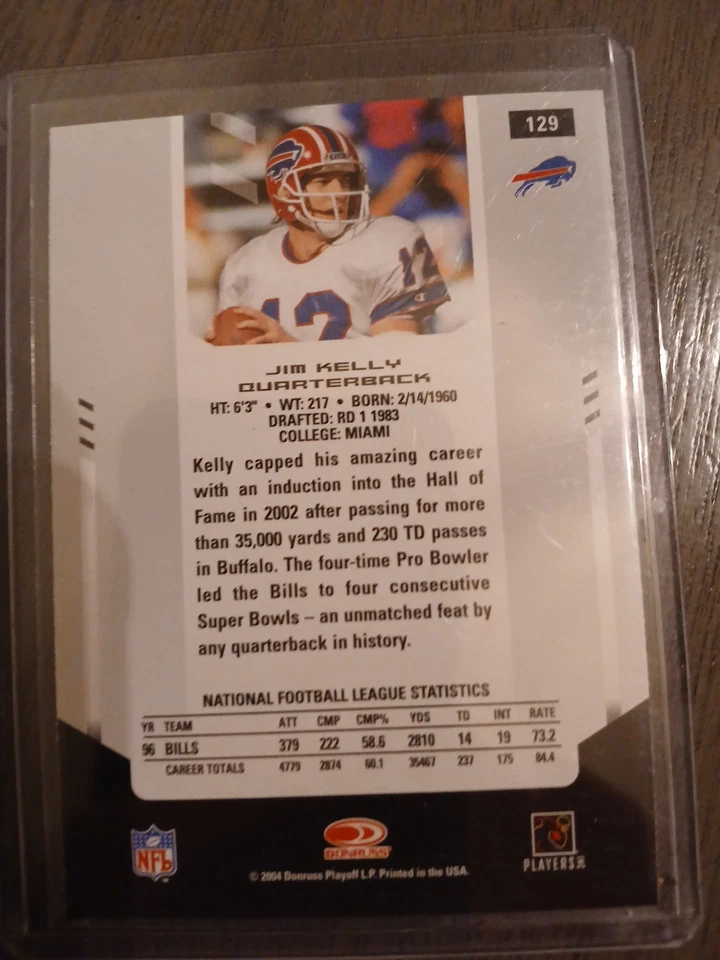 129
12
12
JIM KELLY
QUARTERBACK
HT: 6'3" • WT: 217 • BORN: 2/14/1960
DRAFTED: RD 1 1983
COLLEGE: MIAMI
Kelly capped his amazing career
with an induction into the Hall of
Fame in 2002 after passing for more
than 35,000 yards and 230 TD passes
in Buffalo. The four-time Pro Bowler
led the Bills to four consecutive
Super Bowls – an unmatched feat by
any quarterback in history.
NATIONAL FOOTBALL LEAGUE STATISTICS
YR TEAM ATT CMP CMP% YDS TD INT RATE
96 BILLS 379 222 58.6 2810 14 19 73.2
CAREER TOTALS 4779 2874 60.1 35467 237 175 84.4
NFL
DONRUSS
PLAYERS
© 2004 Donruss Playoff L.P. Printed in the USA.